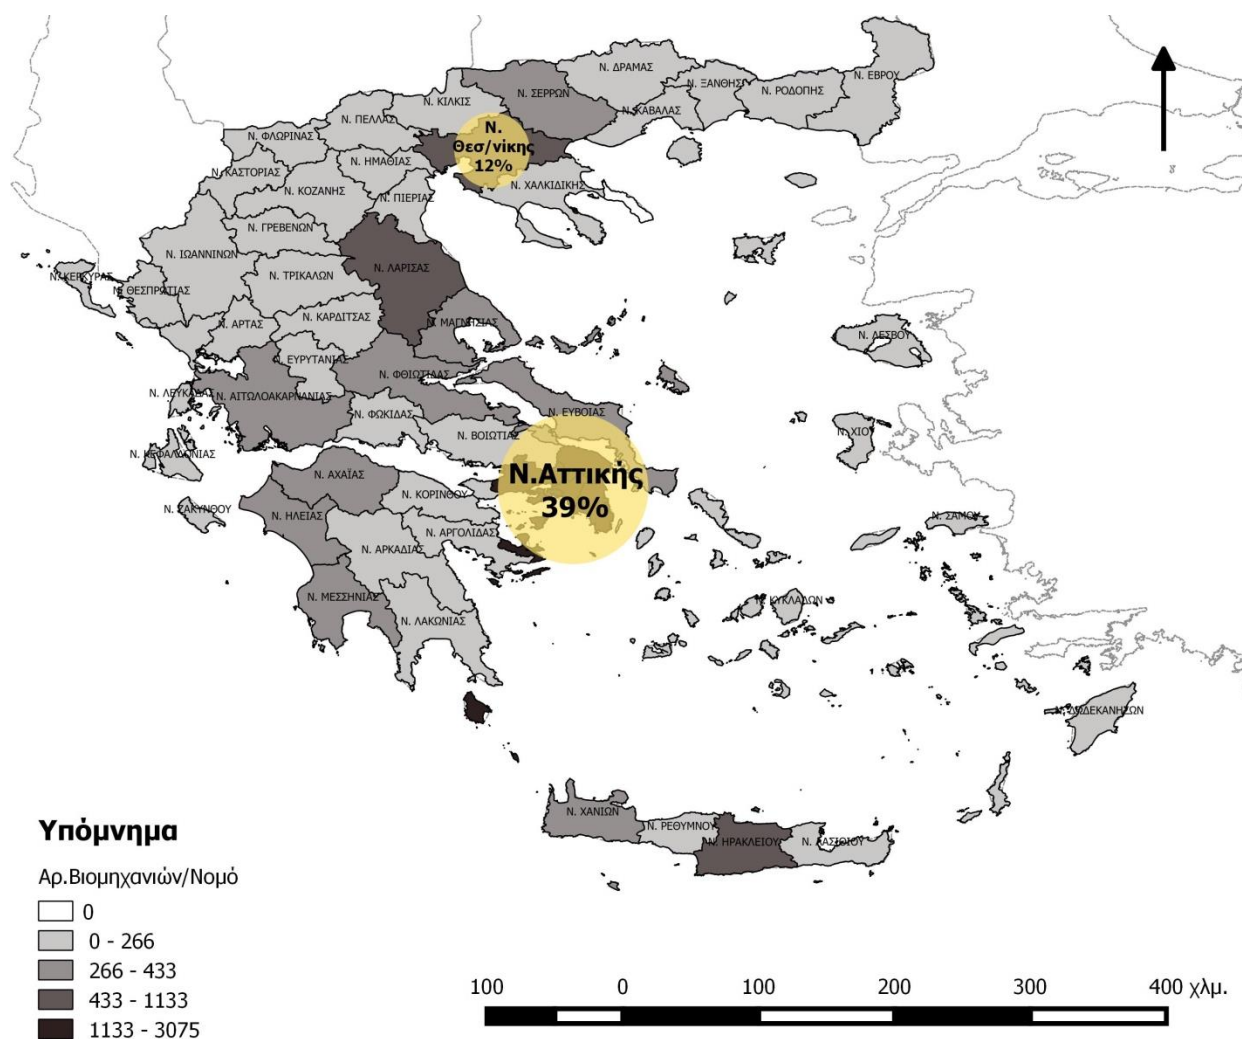 Ν. ΔΡΑΜΑΣ
Ν. ΞΑΝΘΗΣ
Ν. ΕΒΡΟΥ
Ν. ΡΟΔΟΠΗΣ
Ν. ΣΕΡΡΩΝ
Ν. ΚΙΛΚΙΣ
Ν. ΚΑΒΑΛΑΣ
Ν. ΠΕΛΛΑΣ
Ν. ΦΛΩΡΙΝΑΣ
Ν.
Θεσ/νίκης
12%
Ν. ΗΜΑΘΙΑΣ
Ν. ΚΑΣΤΟΡΙΑΣ
Ν. ΚΟΖΑΝΗΣ
Ν. ΧΑΛΚΙΔΙΚΗΣ
Ν. ΠΙΕΡΙΑΣ
Ν. ΓΡΕΒΕΝΩΝ
Ν. ΙΩΑΝΝΙΝΩΝ
Ν. ΛΑΡΙΣΑΣ
Ν. ΤΡΙΚΑΛΩΝ
Ν. ΚΕΡΚΥΡΑΣ
Ν. ΘΕΣΠΡΩΤΙΑΣ
Ν. ΚΑΡΔΙΤΣΑΣ
Ν. ΑΡΤΑΣ
Ν. ΜΑΓΝΗΣΙΑΣ
Ν. ΛΕΣΒΟΥ
Ν. ΕΥΡΥΤΑΝΙΑΣ
Ν. ΦΘΙΩΤΙΔΑΣ
Ν. ΛΕΥΚΑΔΑΣ
Ν. ΑΙΤΩΛΟΑΚΑΡΝΑΝΙΑΣ
Ν. ΦΩΚΙΔΑΣ
Ν. ΕΥΒΟΙΑΣ
Ν. ΒΟΙΩΤΙΑΣ
Ν. ΧΙΟΥ
Ν. ΚΕΦΑΛΛΟΝΙΑΣ
Ν. ΑΧΑΪΑΣ
Ν.Αττικής
39%
Ν. ΚΟΡΙΝΘΟΥ
Ν. ΖΑΚΥΝΘΟΥ
Ν. ΗΛΕΙΑΣ
Ν. ΣΑΜΟΥ
Ν. ΑΡΓΟΛΙΔΑΣ
Ν. ΑΡΚΑΔΙΑΣ
Ν. ΜΕΣΣΗΝΙΑΣ
Ν. ΚΥΚΛΑΔΩΝ
Ν. ΛΑΚΩΝΙΑΣ
Ν. ΔΩΔΕΚΑΝΗΣΩΝ
Ν. ΧΑΝΙΩΝ
Ν. ΡΕΘΥΜΝΟΥ
Ν. ΗΡΑΚΛΕΙΟΥ
Ν. ΛΑΣΙΘΙΟΥ
Υπόμνημα
Αρ.Βιομηχανιών/Νομό
0
0 - 266
266 - 433
433 - 1133
1133 - 3075
100 0 100 200 300 400 χλμ.